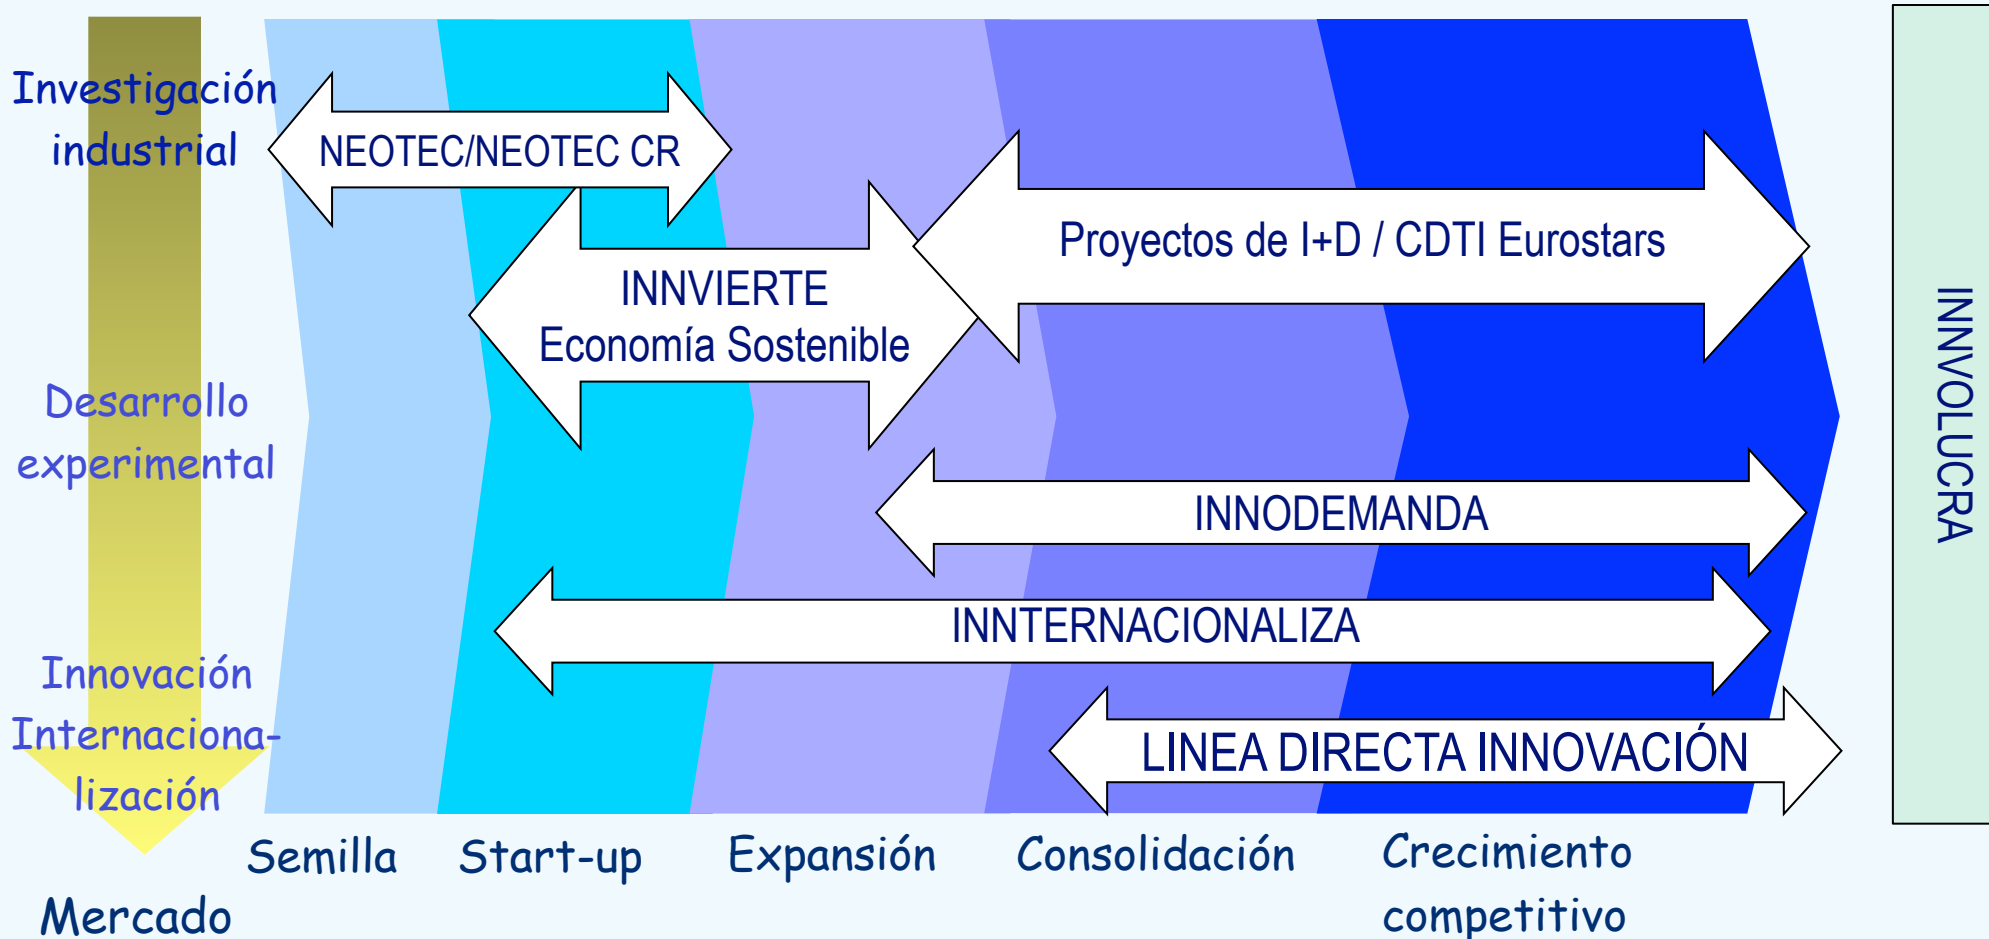 Investigación
industrial
NEOTEC/NEOTEC CR
Proyectos de I+D / CDTI Eurostars
INNVIERTE
Economía Sostenible
Desarrollo
experimental
INNODEMANDA
INNTERNACIONALIZA
Innovación
Internaciona-
lización
LINEA DIRECTA INNOVACIÓN
INNVOLUCRA
Semilla
Start-up
Expansión
Consolidación
Crecimiento
competitivo
Mercado